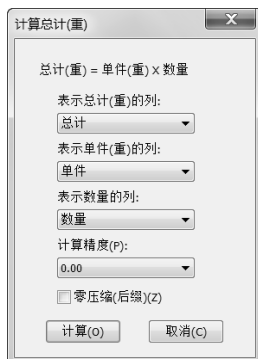 计算总计(重)
X
总计(重) = 单件(重) X 数量
表示总计(重)的列:
总计
表示单件(重)的列:
单件
表示数量的列:
数量
计算精度(P):
0.00
零压缩(后缀)(Z)
计算(O) 取消(C)